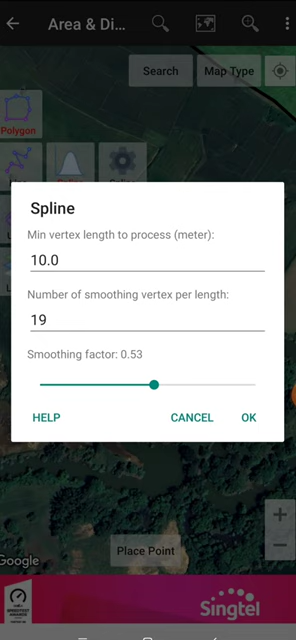 Area & Di...
Search
Map Type
Polygon
Spline
Min vertex length to process (meter):
10.0
Number of smoothing vertex per length:
19
Smoothing factor: 0.53
HELP
CANCEL
OK
Place Point
Google
Singtel